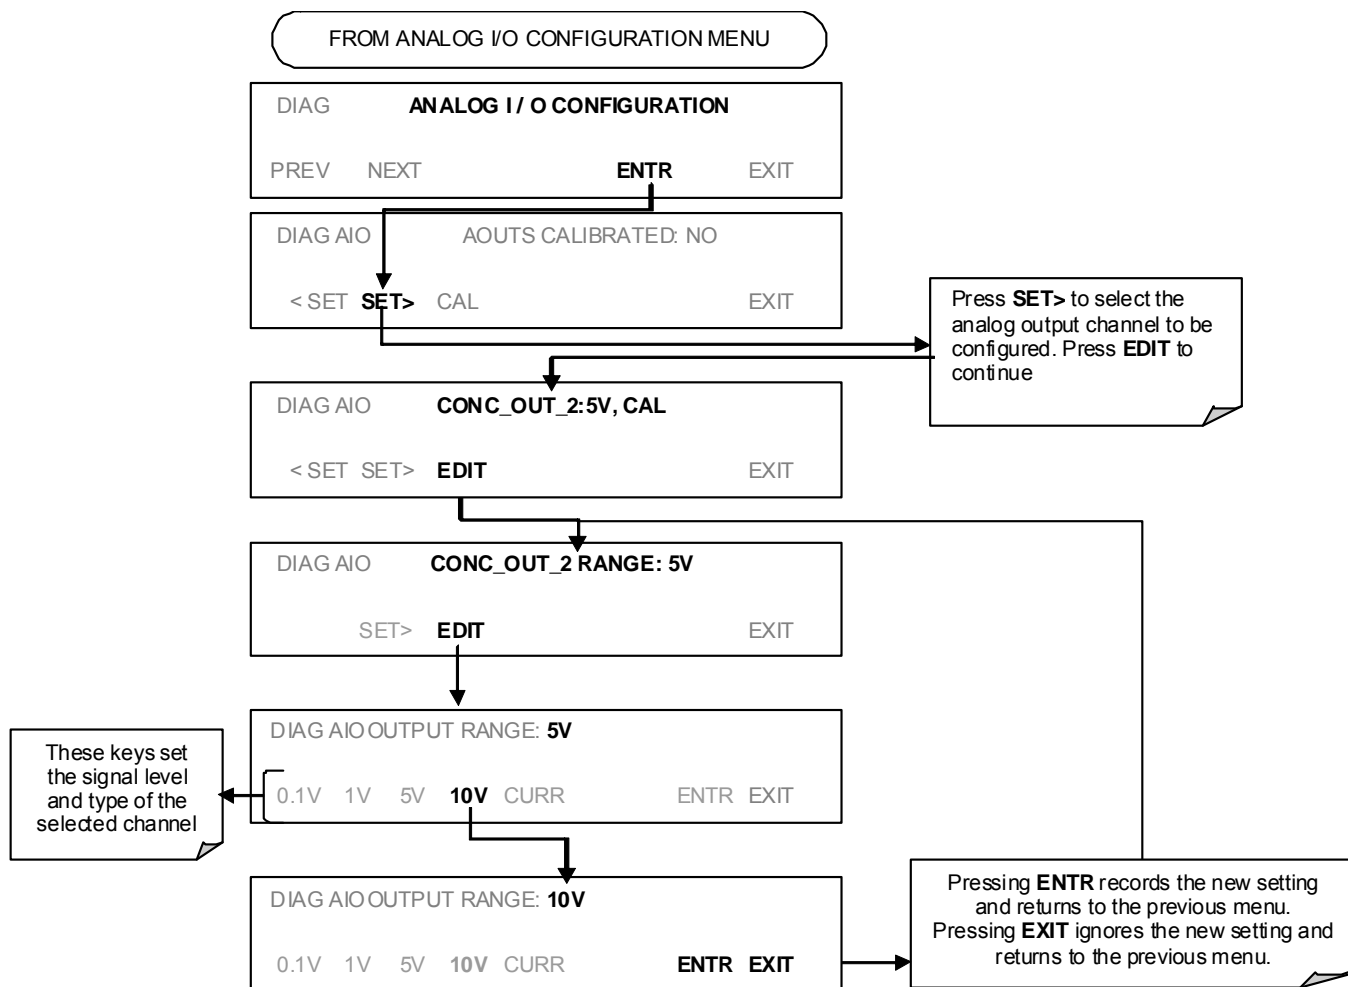 FROM ANALOG I/O CONFIGURATION MENU
DIAG ANALOG I / O CONFIGURATION
PREV NEXT ENTR EXIT
DIAG AIO AOUTS CALIBRATED: NO
< SET SET> CAL EXIT
Press SET> to select the
analog output channel to be
configured. Press EDIT to
continue
DIAG AIO CONC_OUT_2:5V, CAL
< SET SET> EDIT EXIT
DIAG AIO CONC_OUT_2 RANGE: 5V
SET> EDIT EXIT
DIAG AIO OUTPUT RANGE: 5V
0.1V 1V 5V 10V CURR ENTR EXIT
These keys set
the signal level
and type of the
selected channel
DIAG AIO OUTPUT RANGE: 10V
0.1V 1V 5V 10V CURR ENTR EXIT
Pressing ENTR records the new setting
and returns to the previous menu.
Pressing EXIT ignores the new setting and
returns to the previous menu.